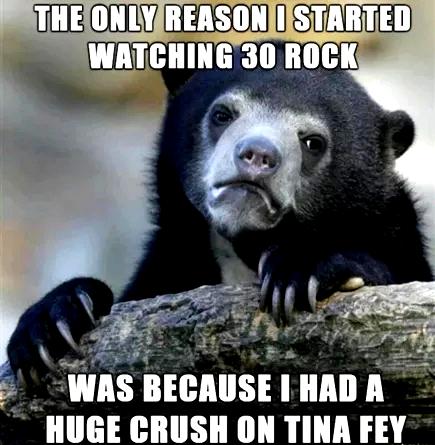 THE ONLY REASON I STARTED
WATCHING 30 ROCK
WAS BECAUSE I HAD A
HUGE CRUSH ON TINA FEY